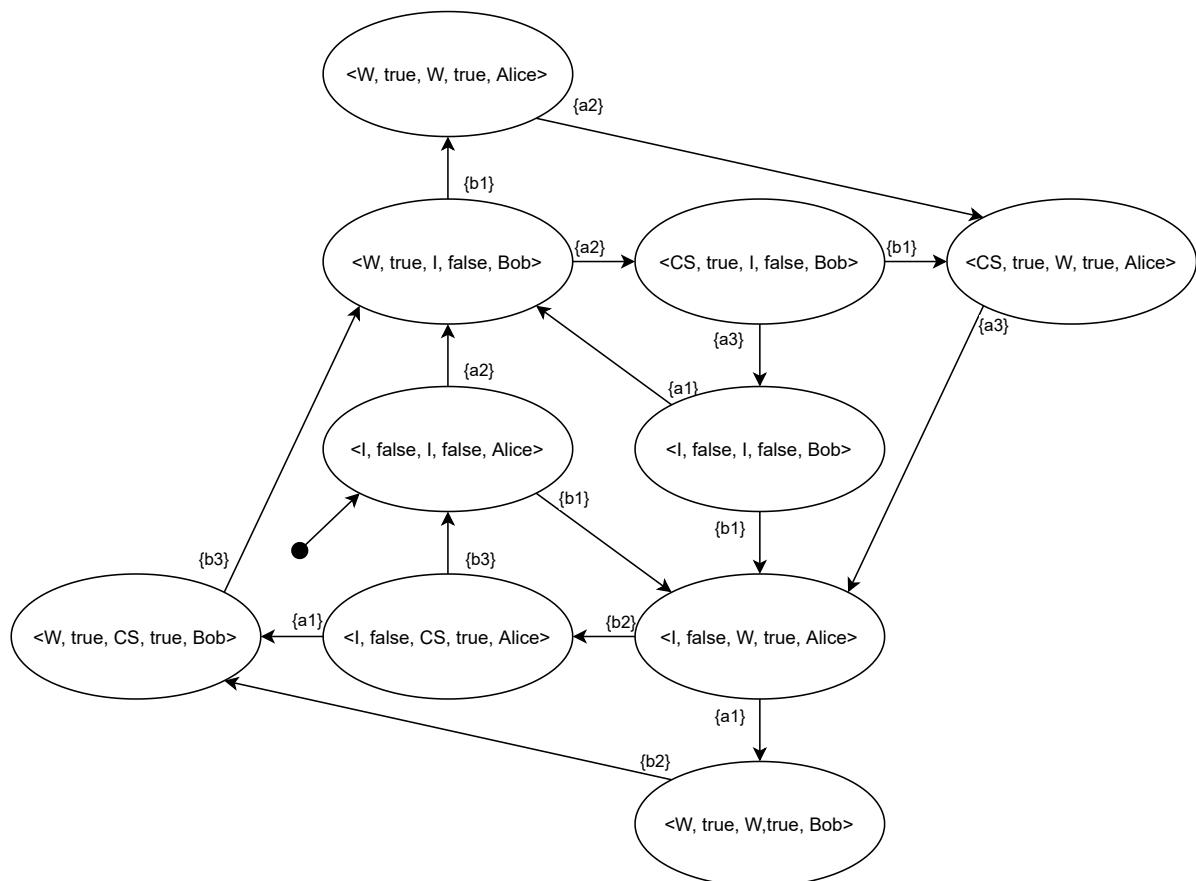 <W, true, W, true, Alice>
{a2}
{b1}
<W, true, I, false, Bob>
{a2}
<CS, true, I, false, Bob>
{b1}
<CS, true, W, true, Alice>
{a3}
{a3}
{a2}
{a1}
<I, false, I, false, Alice>
<I, false, I, false, Bob>
{b1}
{b1}
{b3}
{b3}
<W, true, CS, true, Bob>
{a1}
<I, false, CS, true, Alice>
{b2}
<I, false, W, true, Alice>
{a1}
{b2}
<W, true, W,true, Bob>